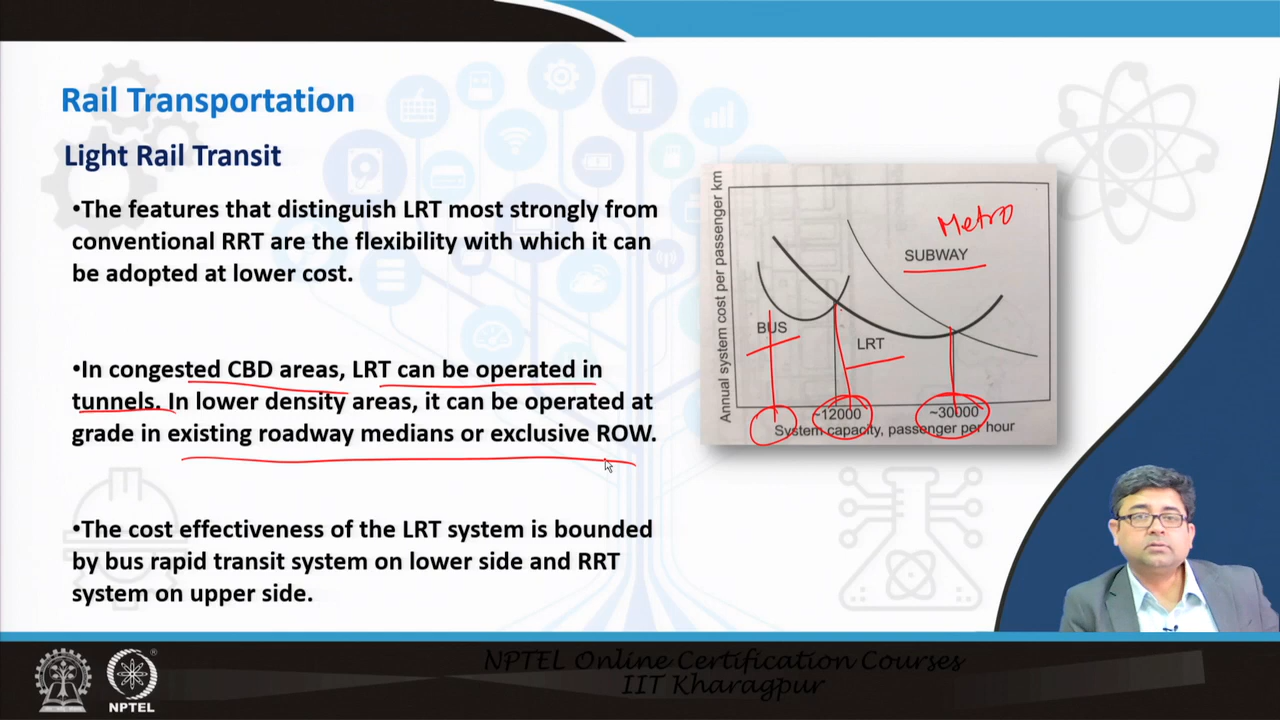 Rail Transportation
Light Rail Transit
•The features that distinguish LRT most strongly from
conventional RRT are the flexibility with which it can
be adopted at lower cost.
•In congested CBD areas, LRT can be operated in
tunnels. In lower density areas, it can be operated at
grade in existing roadway medians or exclusive ROW.
•The cost effectiveness of the LRT system is bounded
by bus rapid transit system on lower side and RRT
system on upper side.
Annual system cost per passenger km
Metro
SUBWAY
BUS
LRT
~12000
~30000
System capacity, passenger per hour
NPTEL
®
NPTEL Online Certification Courses
IIT Kharagpur